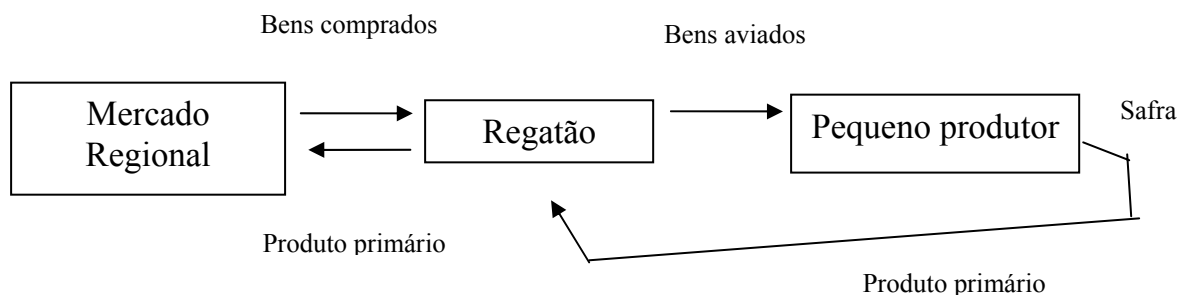 Bens comprados
Bens aviados
Mercado
Regional
Regatão
Pequeno produtor
Safra
Produto primário
Produto primário